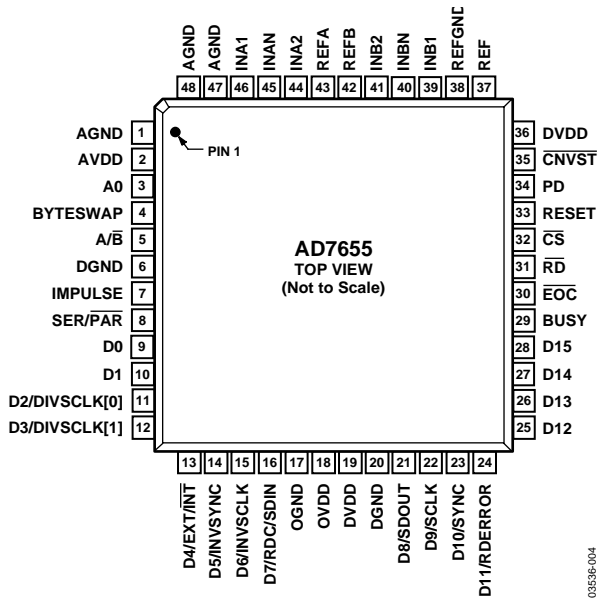 AGND
AGND
INA1
INAN
INA2
REFA
REFB
INB2
INBN
INB1
REFGND
REF
48
47
46
45
44
43
42
41
40
39
38
37
AGND 1
AVDD 2
A0 3
BYTESWAP 4
A/B̅ 5
DGND 6
IMPULSE 7
SER/P̅A̅R̅ 8
D0 9
D1 10
D2/DIVSCLK[0] 11
D3/DIVSCLK[1] 12
PIN 1
AD7655
TOP VIEW
(Not to Scale)
36 DVDD
35 C̅N̅V̅S̅T̅
34 PD
33 RESET
32 C̅S̅
31 R̅D̅
30 E̅O̅C̅
29 BUSY
28 D15
27 D14
26 D13
25 D12
13
14
15
16
17
18
19
20
21
22
23
24
D4/EXT/I̅N̅T̅
D5/INVSYNC
D6/INVSCLK
D7/RDC/SDIN
OGND
OVDD
DVDD
DGND
D8/SDOUT
D9/SCLK
D10/SYNC
D11/RDERROR
03536-004